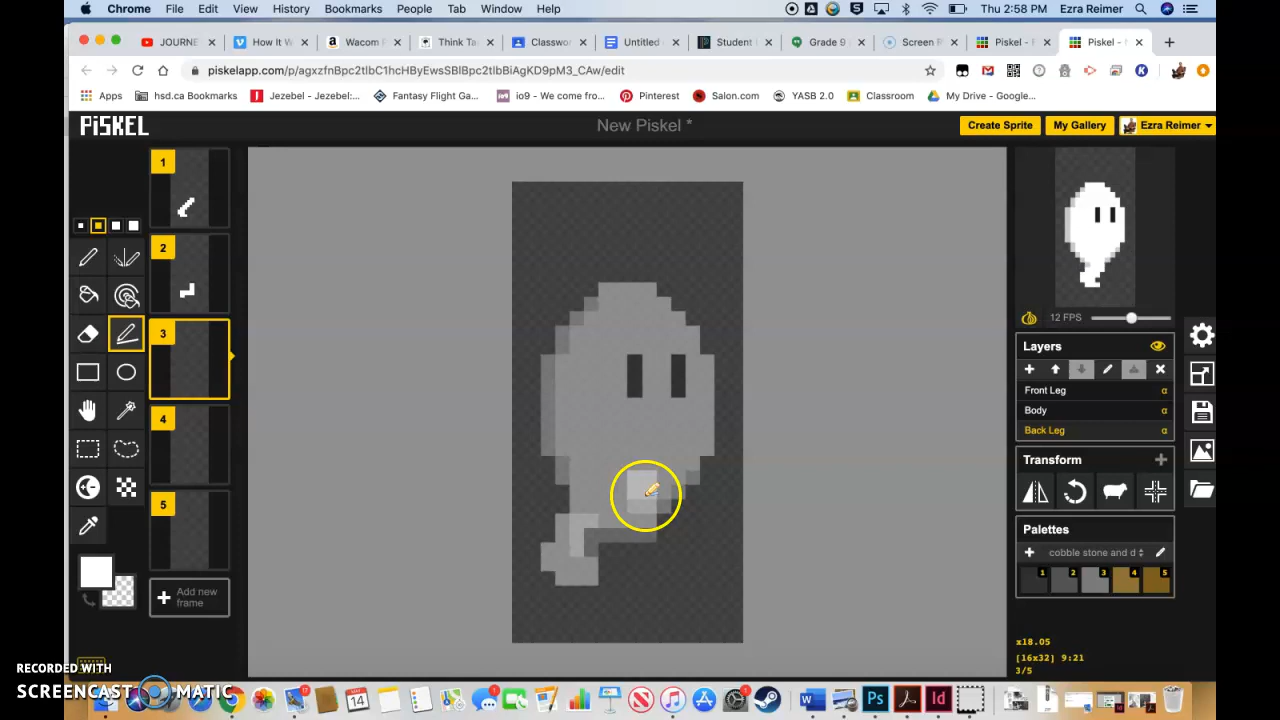 Chrome File Edit View History Bookmarks People Tab Window Help Thu 2:58 PM Ezra Reimer
JOURNE How It W Wacom P Think Ta Classwor Untitled Student Grade 9 Screen R Piskel - F Piskel - N
piskelapp.com/p/agxzfnBpc2tlbC1hcHByEwsSBlBpc2tlbBiAgKD9pM3_CAw/edit
Apps hsd.ca Bookmarks Jezebel - Jezebel:... Fantasy Flight Ga... io9 - We come fro... Pinterest Salon.com YASB 2.0 Classroom My Drive - Google...
PiSKEL New Piskel * Create Sprite My Gallery Ezra Reimer
1
2
3
4
5
Add new
frame
12 FPS
Layers
Front Leg α
Body α
Back Leg α
Transform
Palettes
cobble stone and d
1 2 3 4 5
x18.05
[16x32] 9:21
3/5
RECORDED WITH
SCREENCAST MATIC